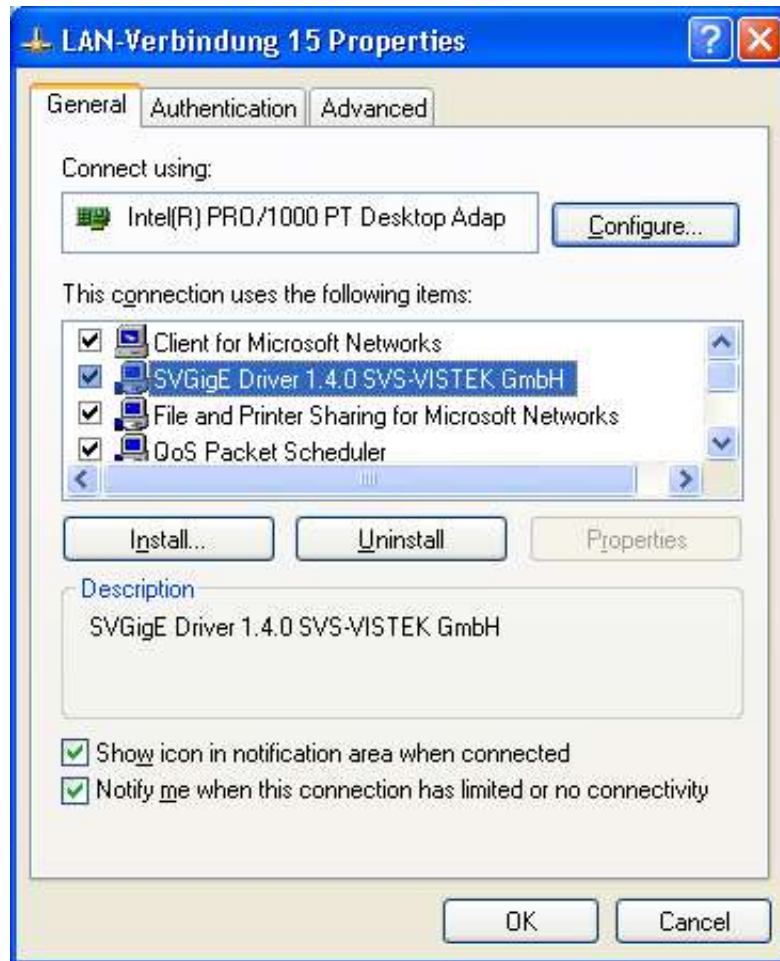 LAN-Verbindung 15 Properties
General Authentication Advanced
Connect using:
Intel(R) PRO/1000 PT Desktop Adap
Configure...
This connection uses the following items:
Client for Microsoft Networks
SVGigE Driver 1.4.0 SVS-VISTEK GmbH
File and Printer Sharing for Microsoft Networks
QoS Packet Scheduler
Install... Uninstall Properties
Description
SVGigE Driver 1.4.0 SVS-VISTEK GmbH
Show icon in notification area when connected
Notify me when this connection has limited or no connectivity
OK Cancel